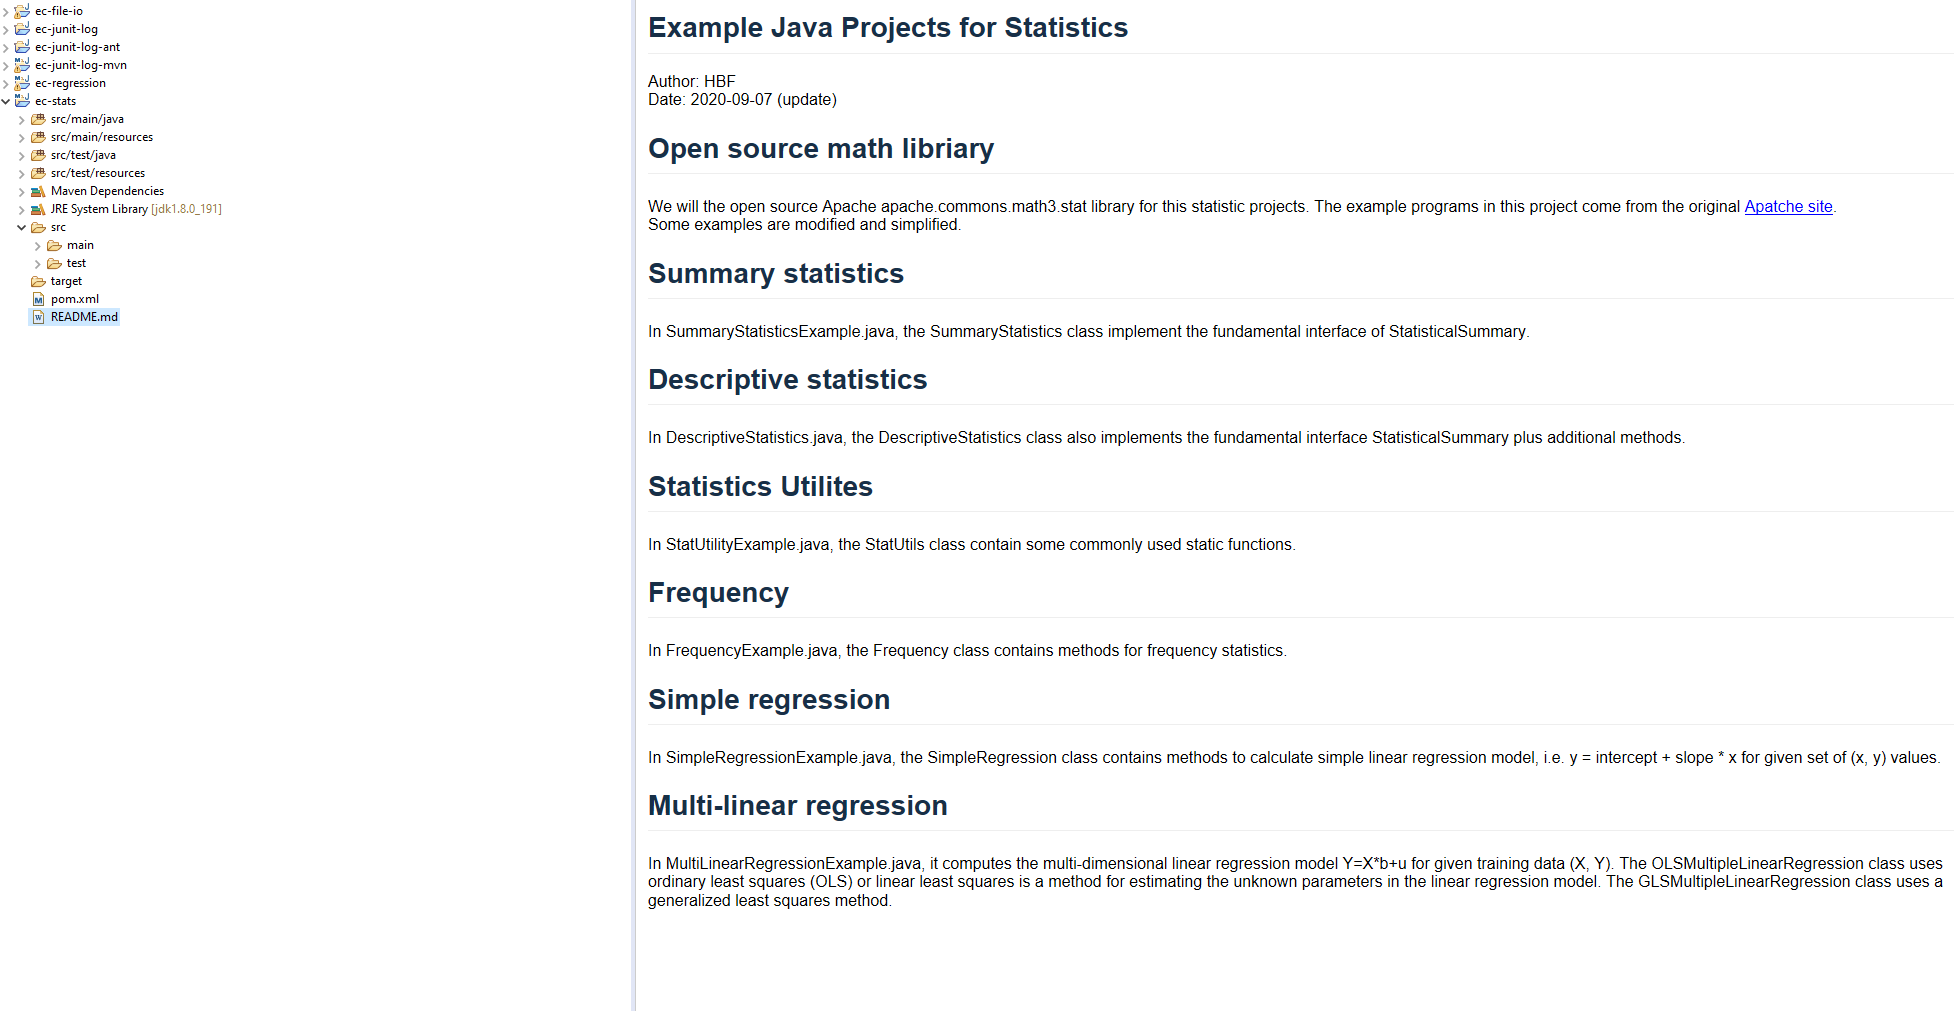 ec-file-io
ec-junit-log
ec-junit-log-ant
ec-junit-log-mvn
ec-regression
ec-stats
src/main/java
src/main/resources
src/test/java
src/test/resources
Maven Dependencies
JRE System Library [jdk1.8.0_191]
src
main
test
target
pom.xml
README.md
Example Java Projects for Statistics
Author: HBF
Date: 2020-09-07 (update)
Open source math libriary
We will the open source Apache apache.commons.math3.stat library for this statistic projects. The example programs in this project come from the original Apatche site.
Some examples are modified and simplified.
Summary statistics
In SummaryStatisticsExample.java, the SummaryStatistics class implement the fundamental interface of StatisticalSummary.
Descriptive statistics
In DescriptiveStatistics.java, the DescriptiveStatistics class also implements the fundamental interface StatisticalSummary plus additional methods.
Statistics Utilites
In StatUtilityExample.java, the StatUtils class contain some commonly used static functions.
Frequency
In FrequencyExample.java, the Frequency class contains methods for frequency statistics.
Simple regression
In SimpleRegressionExample.java, the SimpleRegression class contains methods to calculate simple linear regression model, i.e. y = intercept + slope * x for given set of (x, y) values.
Multi-linear regression
In MultiLinearRegressionExample.java, it computes the multi-dimensional linear regression model Y=X*b+u for given training data (X, Y). The OLSMultipleLinearRegression class uses
ordinary least squares (OLS) or linear least squares is a method for estimating the unknown parameters in the linear regression model. The GLSMultipleLinearRegression class uses a
generalized least squares method.